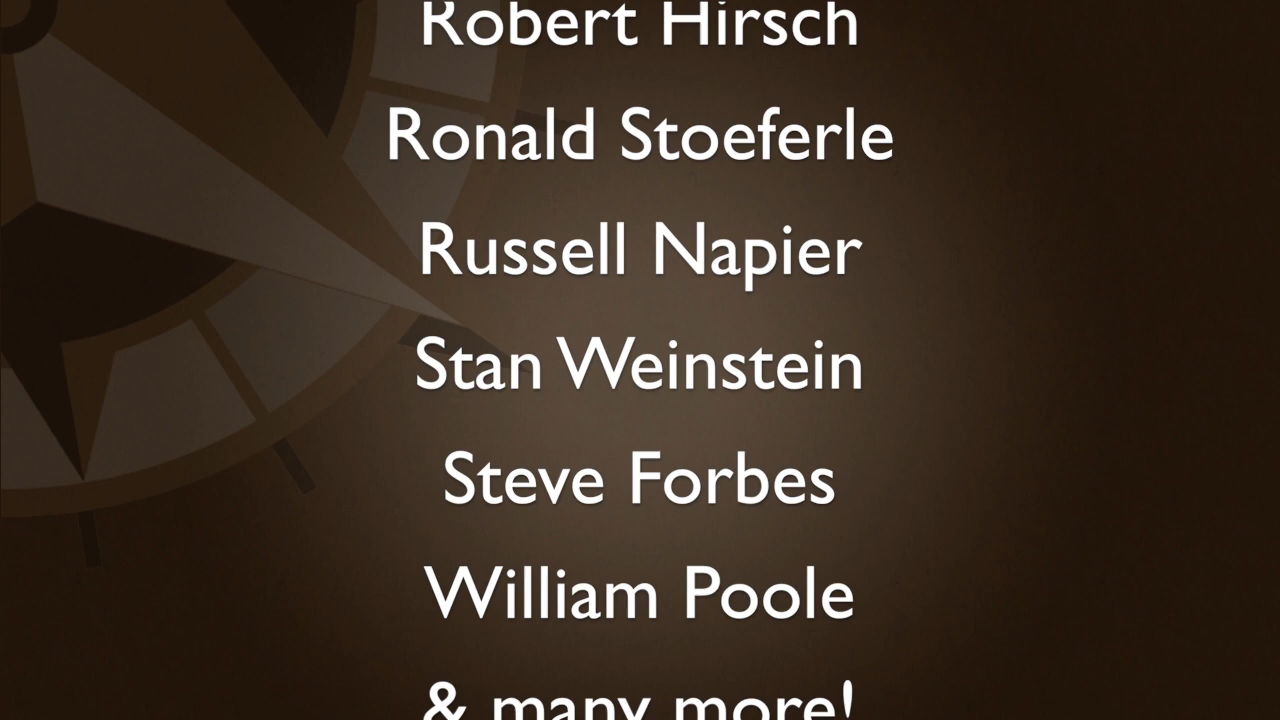 Robert Hirsch
Ronald Stoeferle
Russell Napier
Stan Weinstein
Steve Forbes
William Poole
& many more!